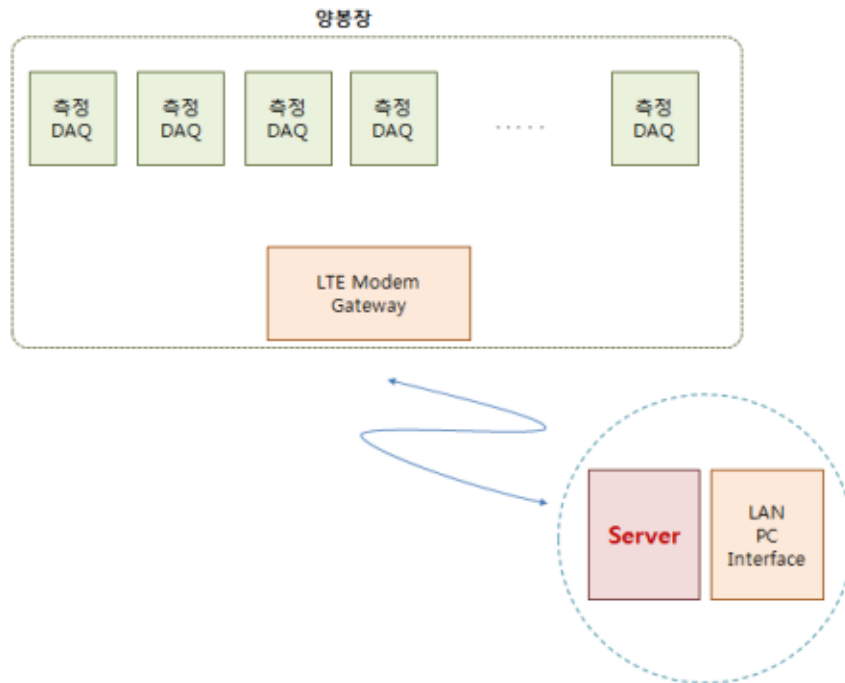 양봉장
측정
DAQ
측정
DAQ
측정
DAQ
측정
DAQ
.....
측정
DAQ
LTE Modem
Gateway
Server
LAN
PC
Interface